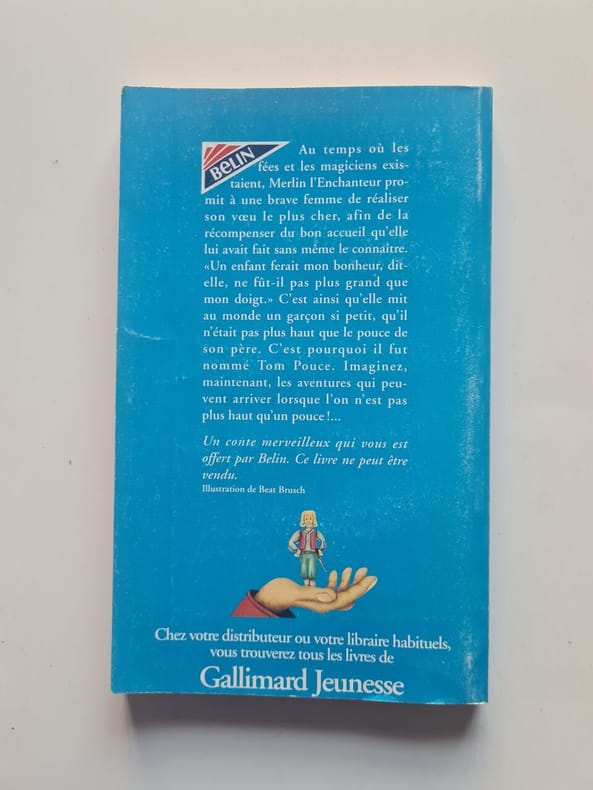 BELIN
Au temps où les
fées et les magiciens exis-
taient, Merlin l'Enchanteur pro-
mit à une brave femme de réaliser
son vœu le plus cher, afin de la
récompenser du bon accueil qu'elle
lui avait fait sans même le connaître.
«Un enfant ferait mon bonheur, dit-
elle, ne fût-il pas plus grand que
mon doigt.» C'est ainsi qu'elle mit
au monde un garçon si petit, qu'il
n'était pas plus haut que le pouce de
son père. C'est pourquoi il fut
nommé Tom Pouce. Imaginez,
maintenant, les aventures qui peu-
vent arriver lorsque l'on n'est pas
plus haut qu'un pouce !...
Un conte merveilleux qui vous est
offert par Belin. Ce livre ne peut être
vendu.
Illustration de Beat Brusch
Chez votre distributeur ou votre libraire habituels,
vous trouverez tous les livres de
Gallimard Jeunesse